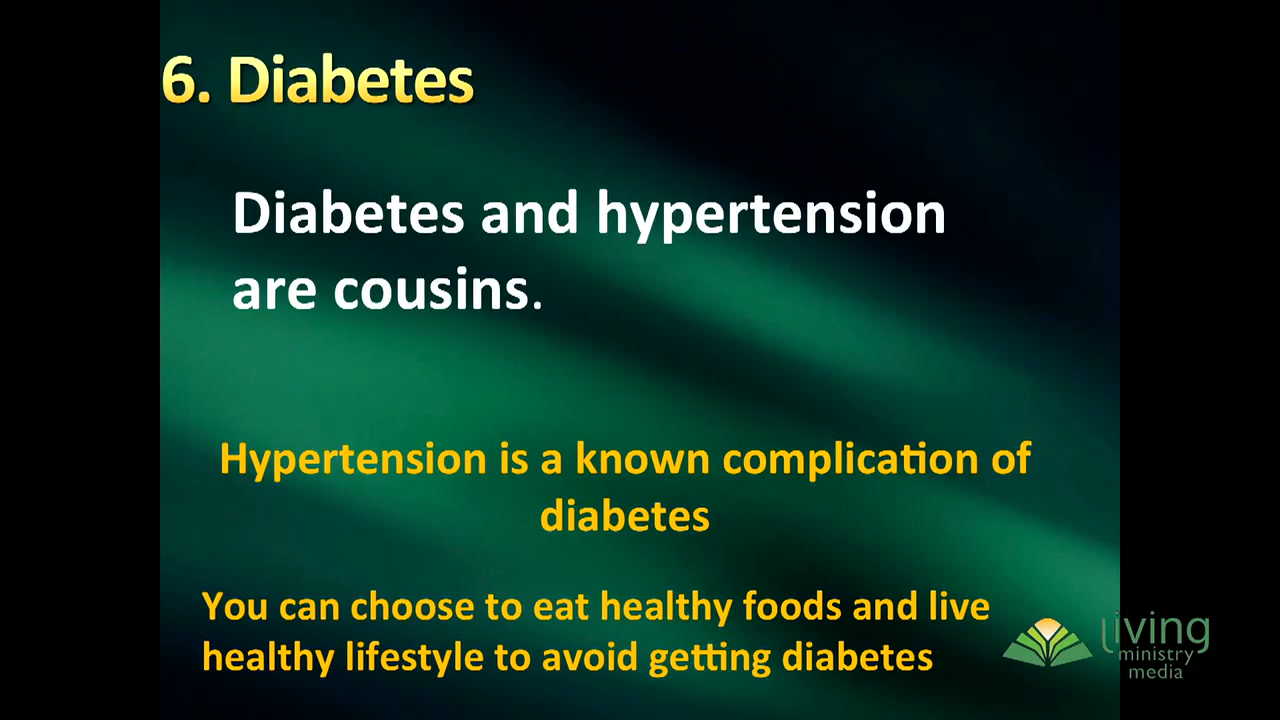 6. Diabetes
Diabetes and hypertension
are cousins.
Hypertension is a known complication of
diabetes
You can choose to eat healthy foods and live
healthy lifestyle to avoid getting diabetes
living
ministry
media